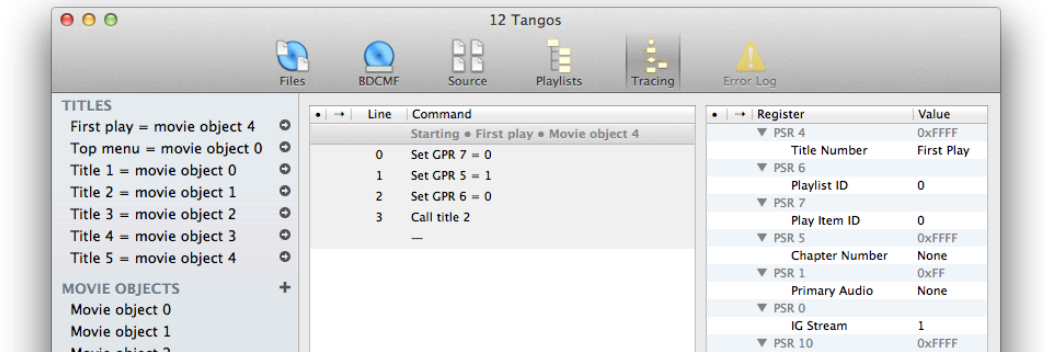 12 Tangos
Files BDCMF Source Playlists Tracing Error Log
TITLES
First play = movie object 4
Top menu = movie object 0
Title 1 = movie object 0
Title 2 = movie object 1
Title 3 = movie object 2
Title 4 = movie object 3
Title 5 = movie object 4
MOVIE OBJECTS +
Movie object 0
Movie object 1
Movie object 2
• ⇢ Line Command
Starting • First play • Movie object 4
0 Set GPR 7 = 0
1 Set GPR 5 = 1
2 Set GPR 6 = 0
3 Call title 2
—
• ⇢ Register Value
▼ PSR 4 0xFFFF
Title Number First Play
▼ PSR 6
Playlist ID 0
▼ PSR 7
Play Item ID 0
▼ PSR 5 0xFFFF
Chapter Number None
▼ PSR 1 0xFF
Primary Audio None
▼ PSR 0
IG Stream 1
▼ PSR 10 0xFFFF